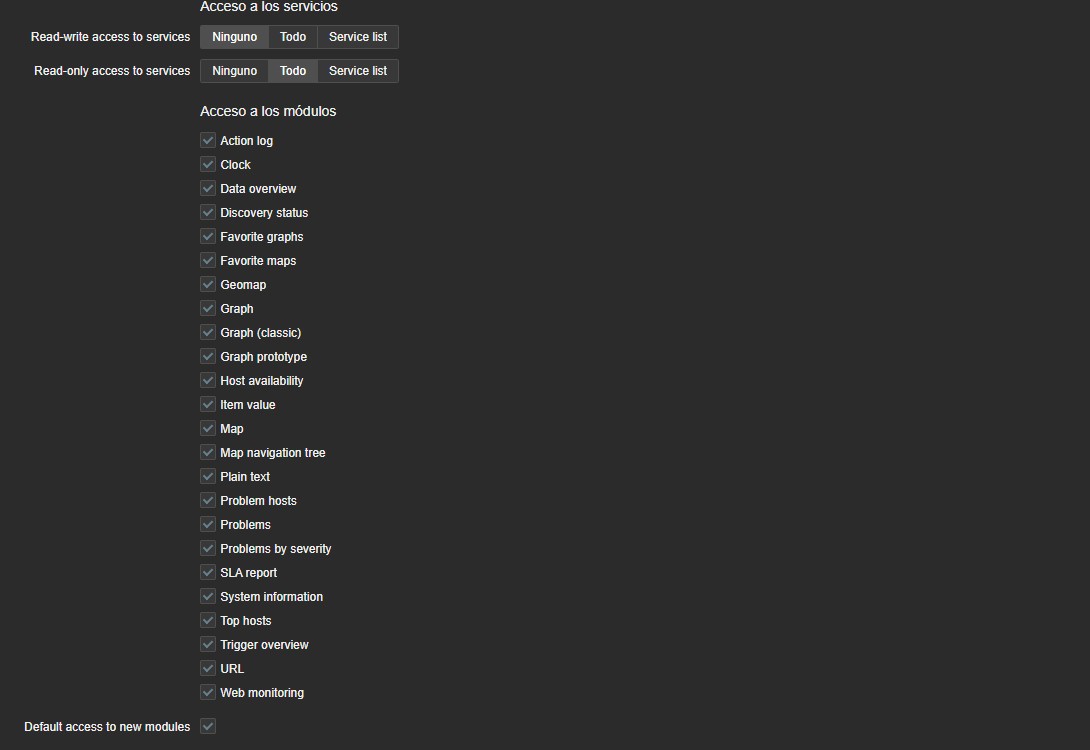 Acceso a los servicios
Read-write access to services Ninguno Todo Service list
Read-only access to services Ninguno Todo Service list
Acceso a los módulos
Action log
Clock
Data overview
Discovery status
Favorite graphs
Favorite maps
Geomap
Graph
Graph (classic)
Graph prototype
Host availability
Item value
Map
Map navigation tree
Plain text
Problem hosts
Problems
Problems by severity
SLA report
System information
Top hosts
Trigger overview
URL
Web monitoring
Default access to new modules